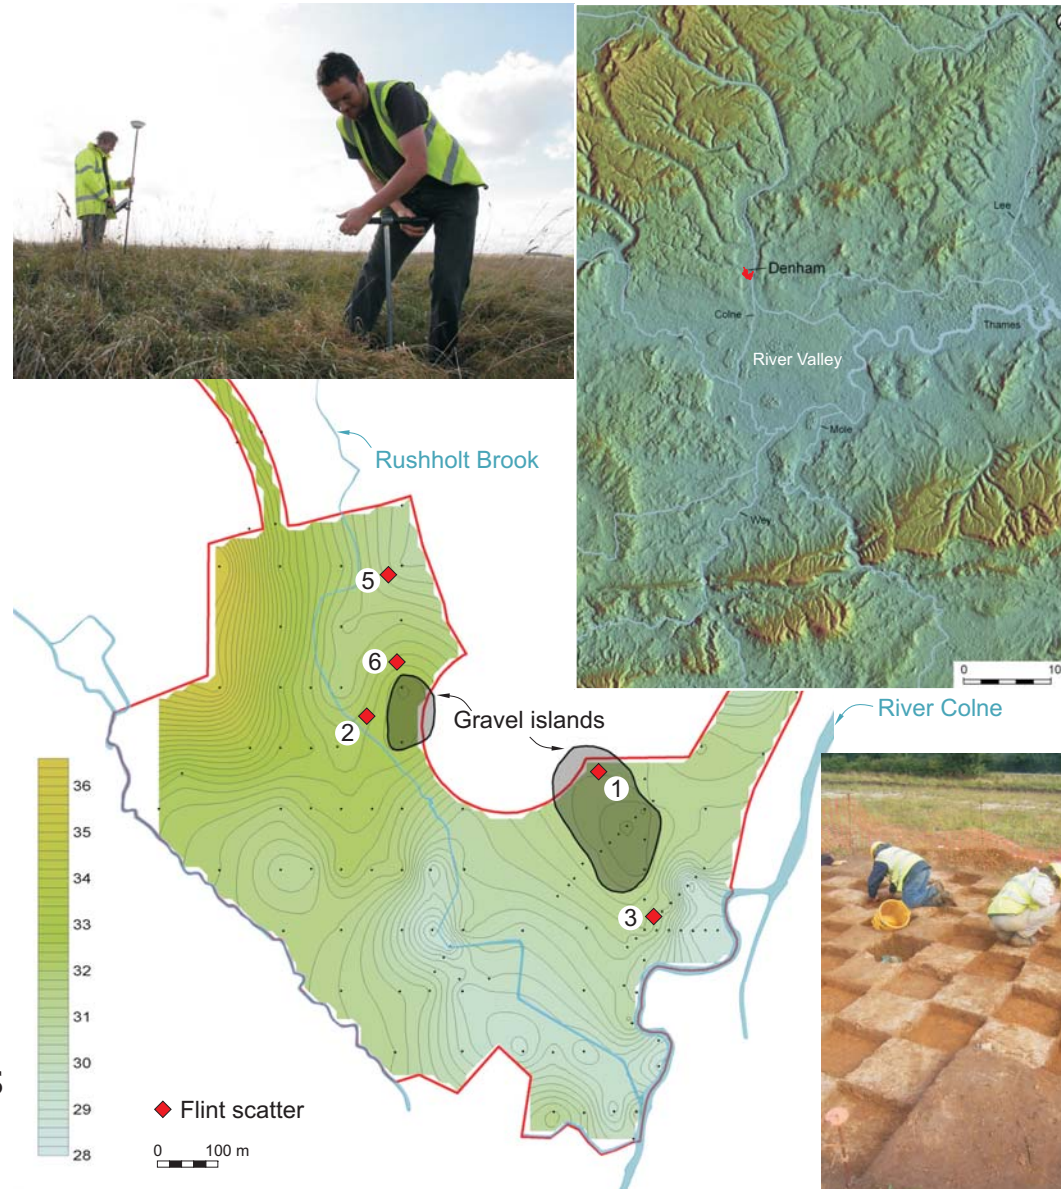 Lee
Denham
Colne
Thames
River Valley
Mole
Wey
0
Rushholt Brook
5
6
2
Gravel islands
River Colne
1
3
36
35
34
33
32
31
30
29
28
Flint scatter
0 100 m